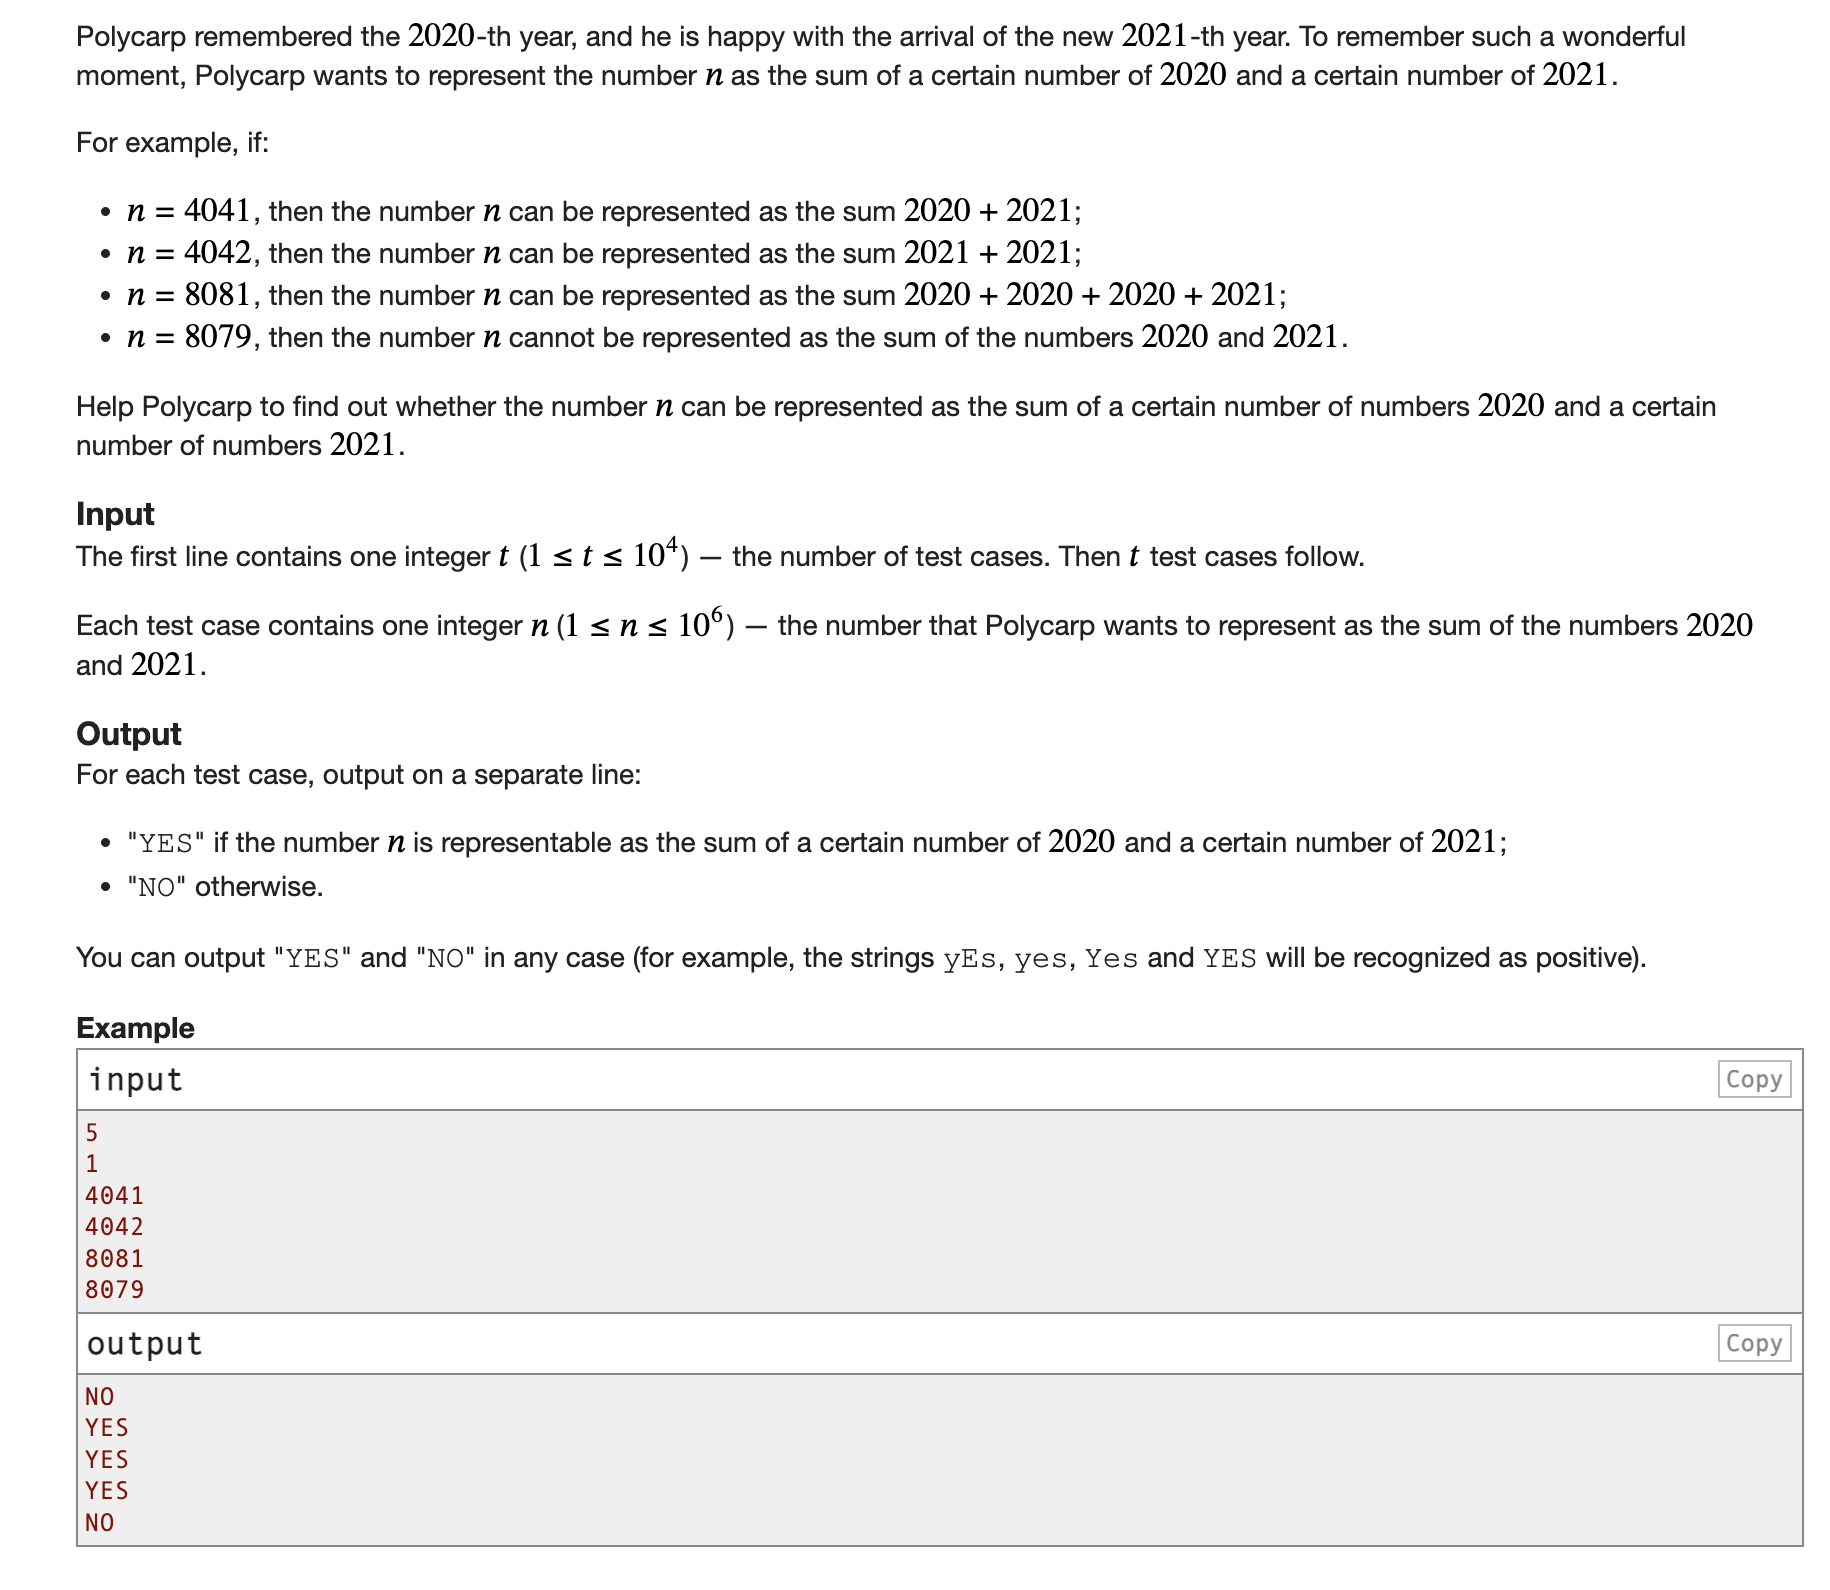 Polycarp remembered the 2020-th year, and he is happy with the arrival of the new 2021-th year. To remember such a wonderful
moment, Polycarp wants to represent the number n as the sum of a certain number of 2020 and a certain number of 2021.
For example, if:
• n = 4041, then the number n can be represented as the sum 2020 + 2021;
• n = 4042, then the number n can be represented as the sum 2021 + 2021;
• n = 8081, then the number n can be represented as the sum 2020 + 2020 + 2020 + 2021;
• n = 8079, then the number n cannot be represented as the sum of the numbers 2020 and 2021.
Help Polycarp to find out whether the number n can be represented as the sum of a certain number of numbers 2020 and a certain
number of numbers 2021.
Input
The first line contains one integer t (1 ≤ t ≤ 10⁴) — the number of test cases. Then t test cases follow.
Each test case contains one integer n (1 ≤ n ≤ 10⁶) — the number that Polycarp wants to represent as the sum of the numbers 2020
and 2021.
Output
For each test case, output on a separate line:
• "YES" if the number n is representable as the sum of a certain number of 2020 and a certain number of 2021;
• "NO" otherwise.
You can output "YES" and "NO" in any case (for example, the strings yEs, yes, Yes and YES will be recognized as positive).
Example
input Copy
5
1
4041
4042
8081
8079
output Copy
NO
YES
YES
YES
NO